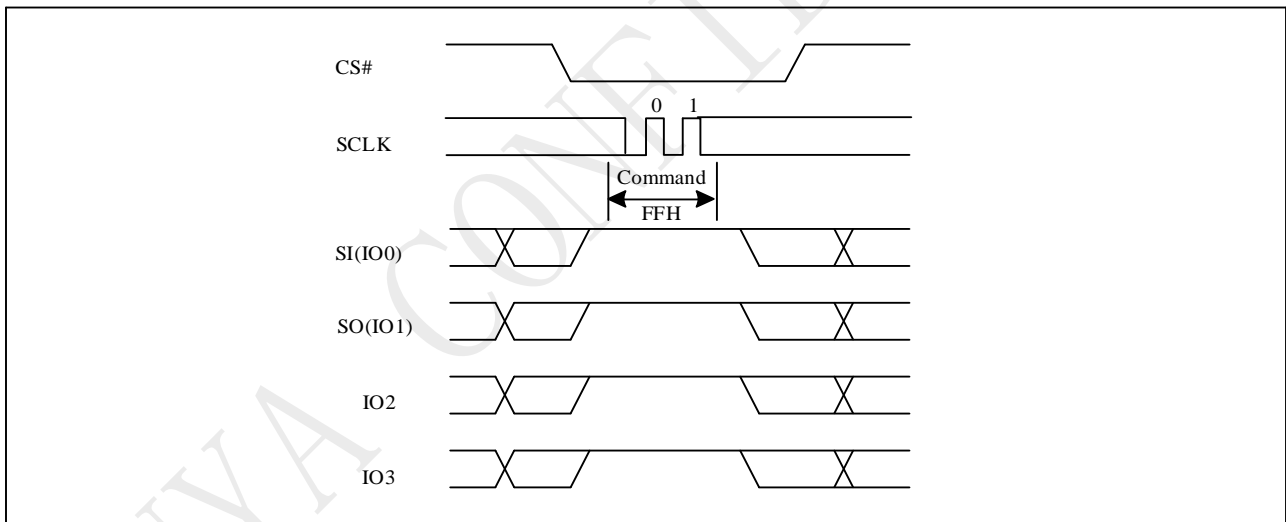 CS#
0 1
SCLK
Command
FFH
SI(IO0)
SO(IO1)
IO2
IO3